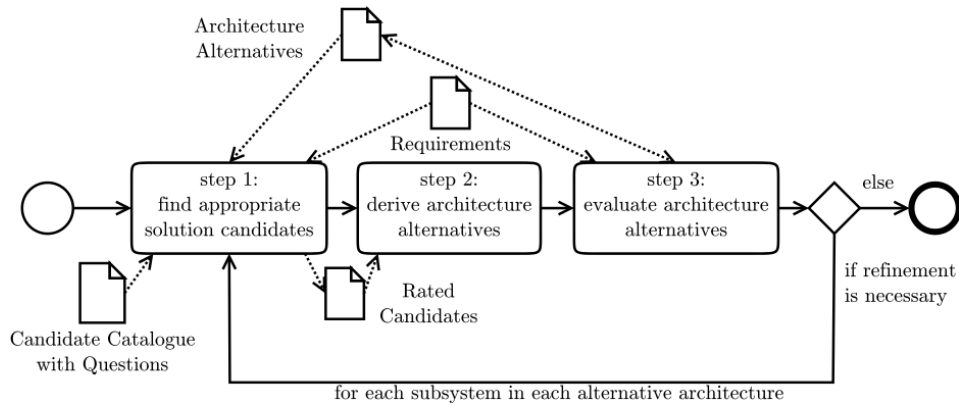 Architecture
Alternatives
Requirements
step 1:
find appropriate
solution candidates
step 2:
derive architecture
alternatives
step 3:
evaluate architecture
alternatives
else
if refinement
is necessary
Rated
Candidates
Candidate Catalogue
with Questions
for each subsystem in each alternative architecture